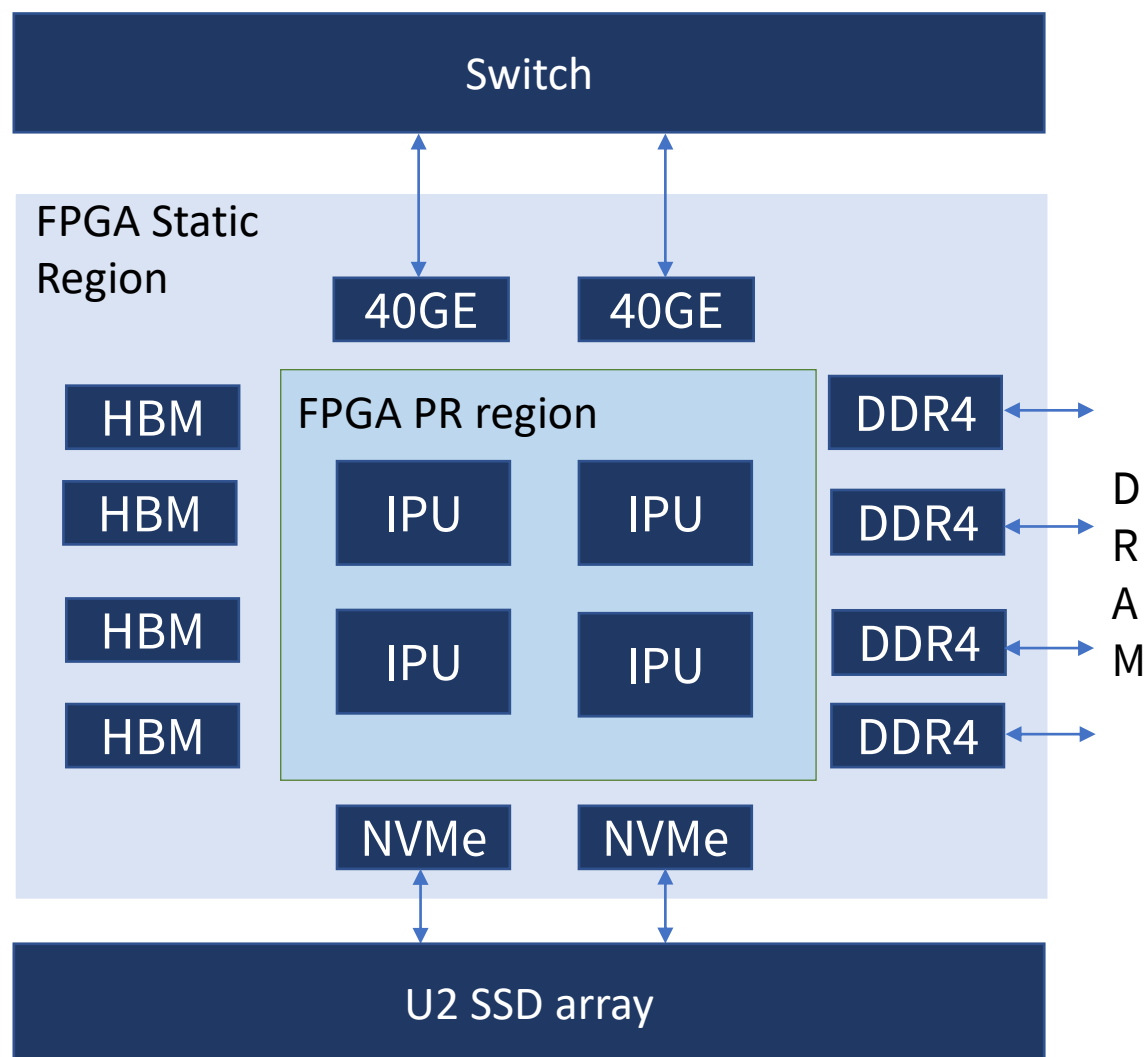 Switch
FPGA Static
Region
40GE
40GE
HBM
HBM
HBM
HBM
FPGA PR region
IPU
IPU
IPU
IPU
DDR4
DDR4
DDR4
DDR4
D
R
A
M
NVMe
NVMe
U2 SSD array